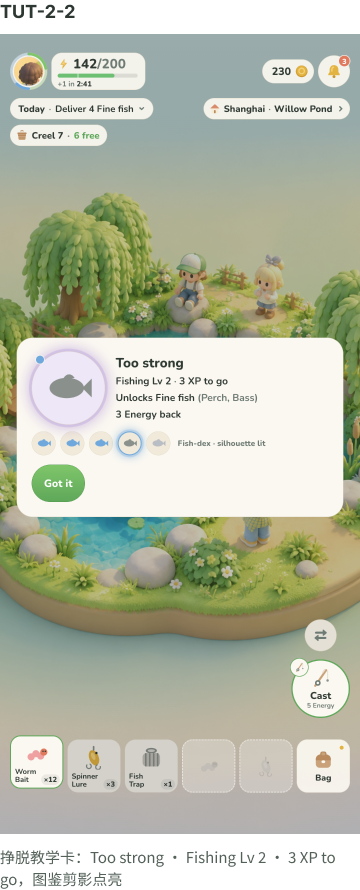 TUT-2-2
142/200
+1 in 2:41
230
3
Today · Deliver 4 Fine fish
Shanghai · Willow Pond
Creel 7 · 6 free
Too strong
Fishing Lv 2 · 3 XP to go
Unlocks Fine fish (Perch, Bass)
3 Energy back
Fish-dex · silhouette lit
Got it
Cast
5 Energy
Worm
Bait
×12
Spinner
Lure
×3
Fish
Trap
×1
Bag
挣脱教学卡：Too strong · Fishing Lv 2 · 3 XP to
go，图鉴剪影点亮